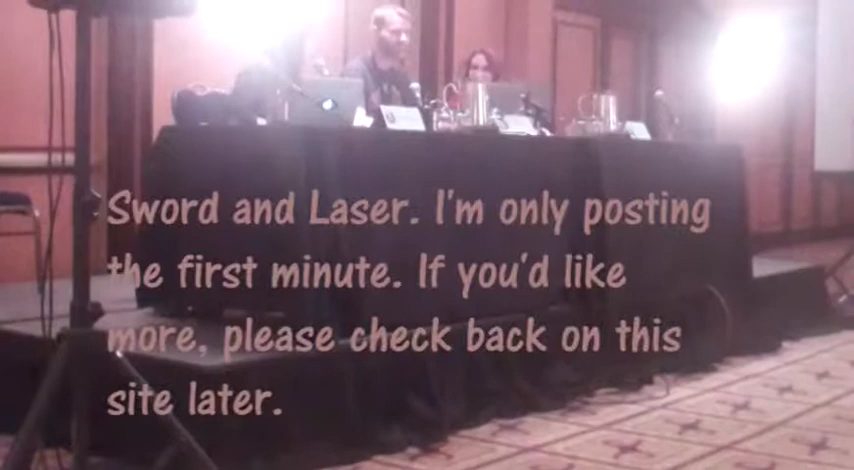 Sword and Laser. I'm only posting
the first minute. If you'd like
more, please check back on this
site later.